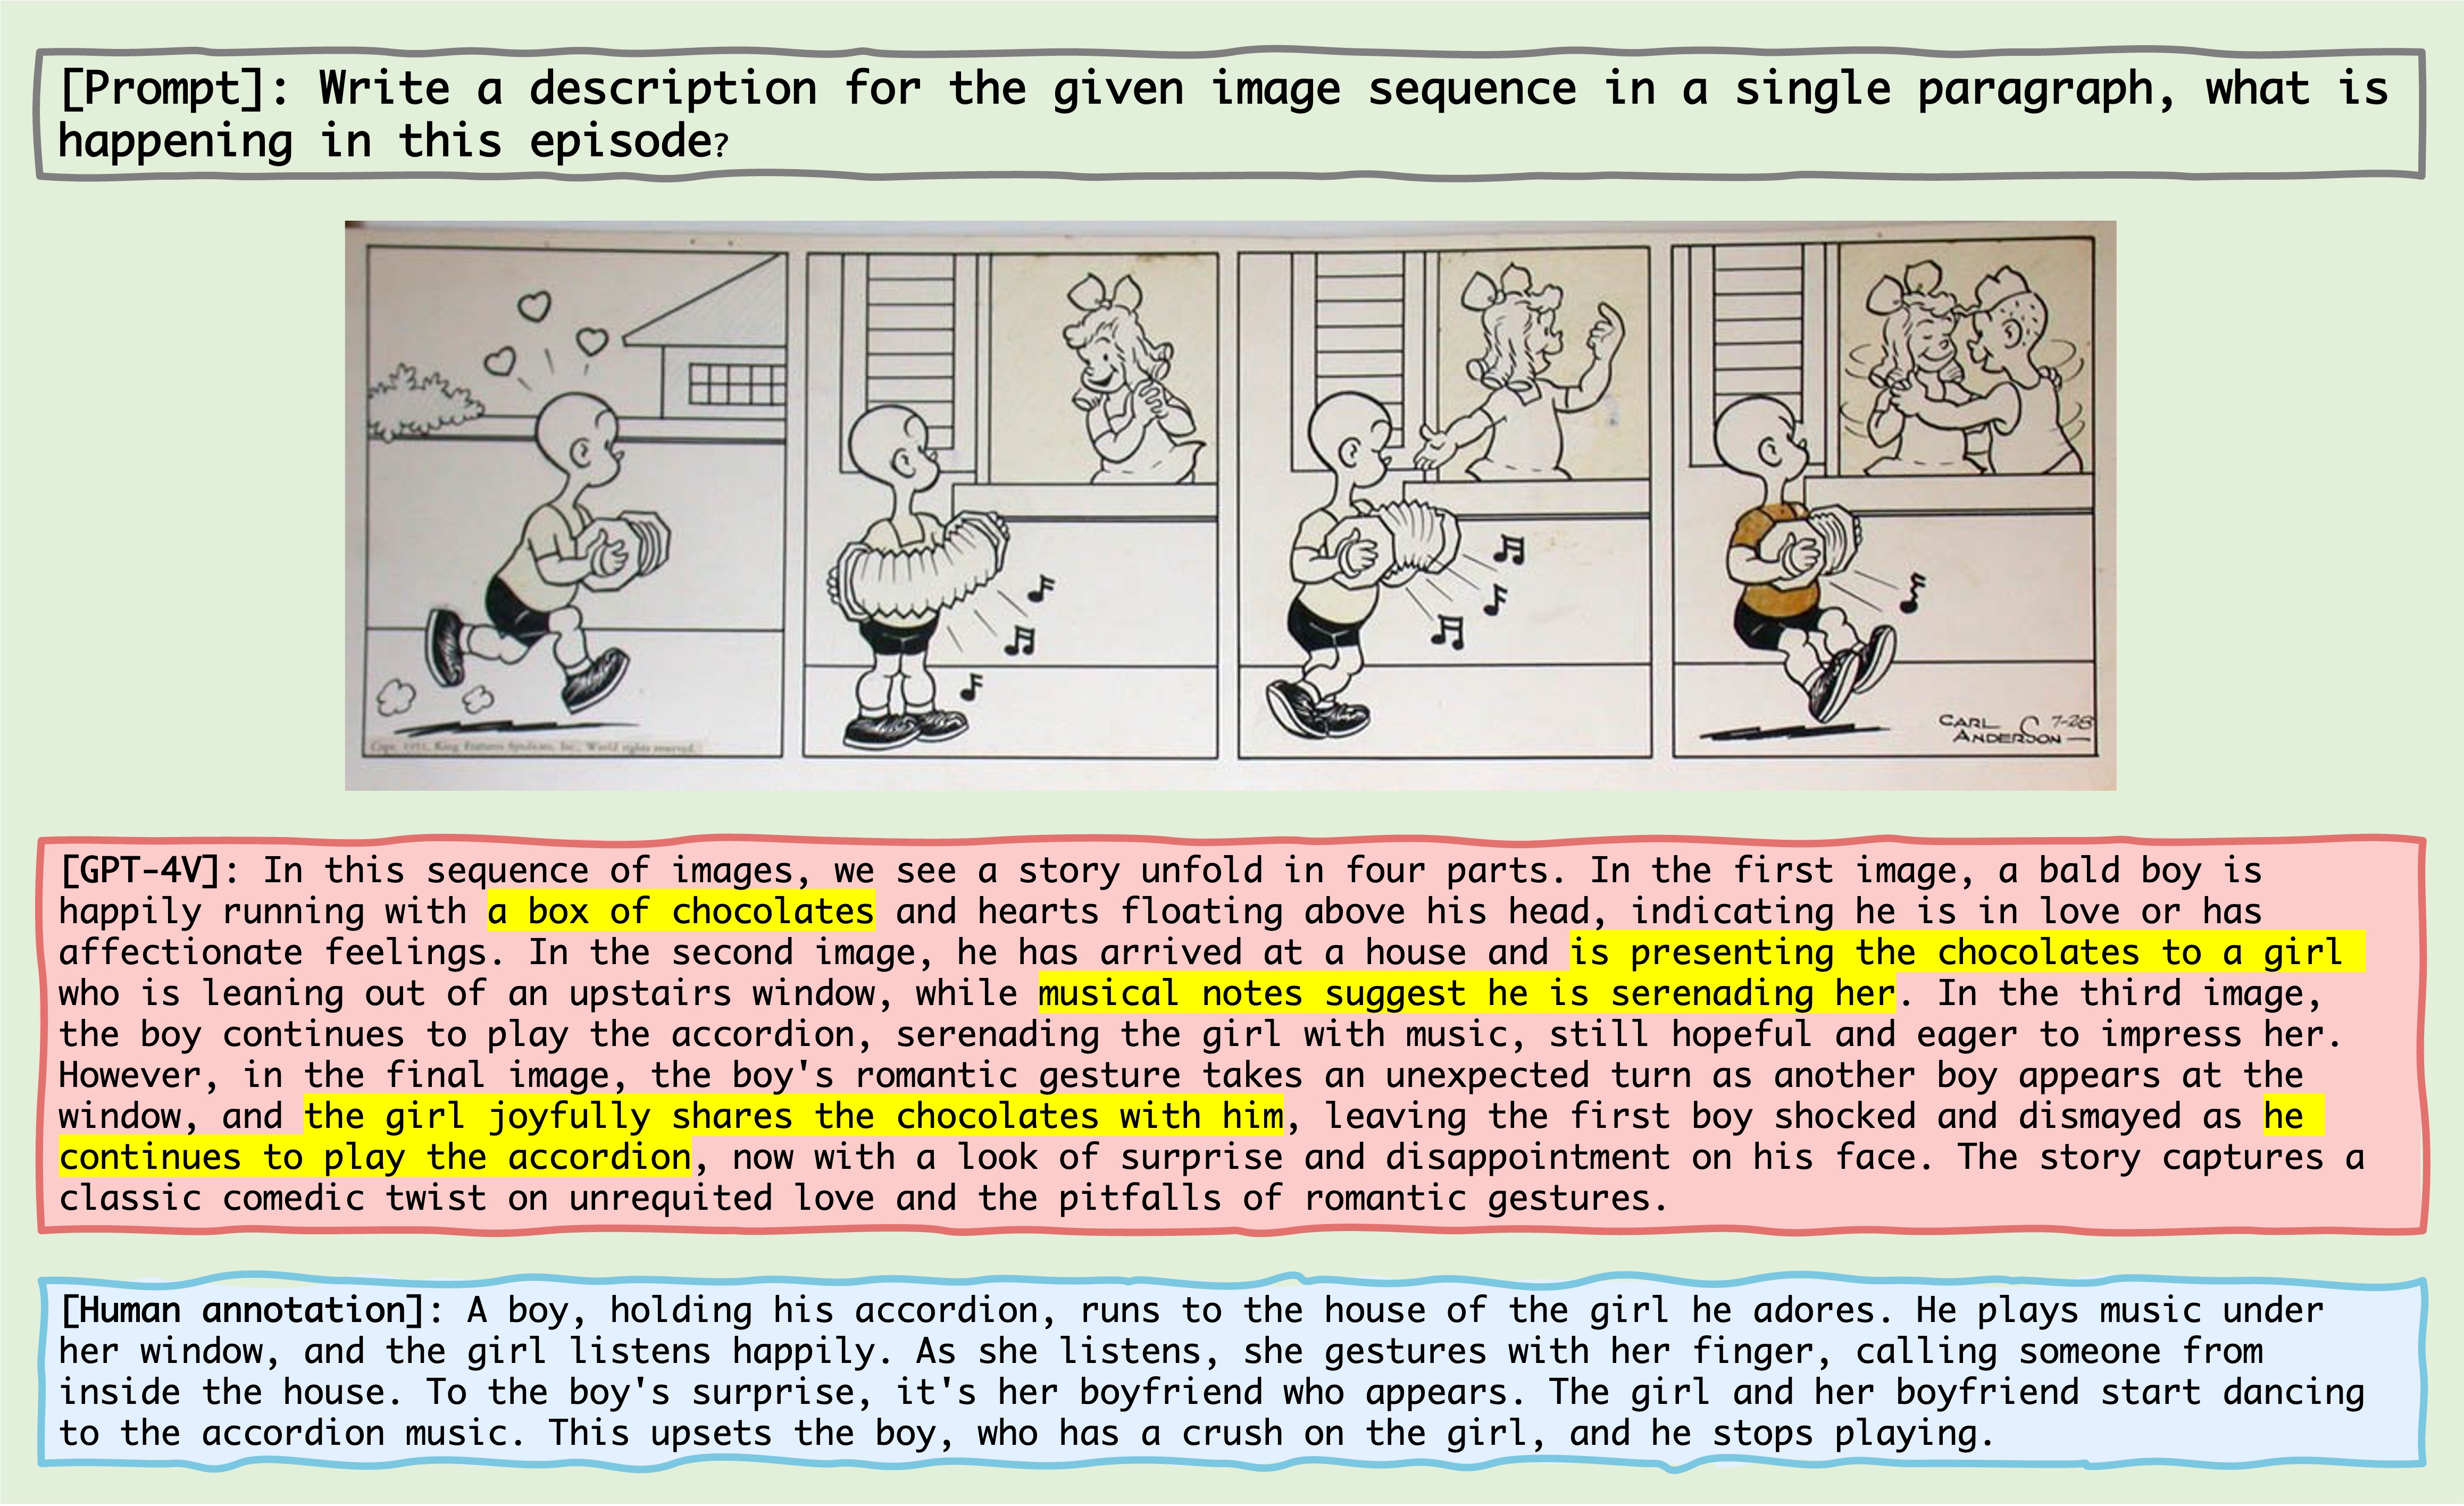 [Prompt]: Write a description for the given image sequence in a single paragraph, what is
happening in this episode?
Copr. 1951, King Features Syndicate, Inc., World rights reserved.
CARL 7-28
ANDERSON
[GPT-4V]: In this sequence of images, we see a story unfold in four parts. In the first image, a bald boy is
happily running with a box of chocolates and hearts floating above his head, indicating he is in love or has
affectionate feelings. In the second image, he has arrived at a house and is presenting the chocolates to a girl
who is leaning out of an upstairs window, while musical notes suggest he is serenading her. In the third image,
the boy continues to play the accordion, serenading the girl with music, still hopeful and eager to impress her.
However, in the final image, the boy's romantic gesture takes an unexpected turn as another boy appears at the
window, and the girl joyfully shares the chocolates with him, leaving the first boy shocked and dismayed as he
continues to play the accordion, now with a look of surprise and disappointment on his face. The story captures a
classic comedic twist on unrequited love and the pitfalls of romantic gestures.
[Human annotation]: A boy, holding his accordion, runs to the house of the girl he adores. He plays music under
her window, and the girl listens happily. As she listens, she gestures with her finger, calling someone from
inside the house. To the boy's surprise, it's her boyfriend who appears. The girl and her boyfriend start dancing
to the accordion music. This upsets the boy, who has a crush on the girl, and he stops playing.